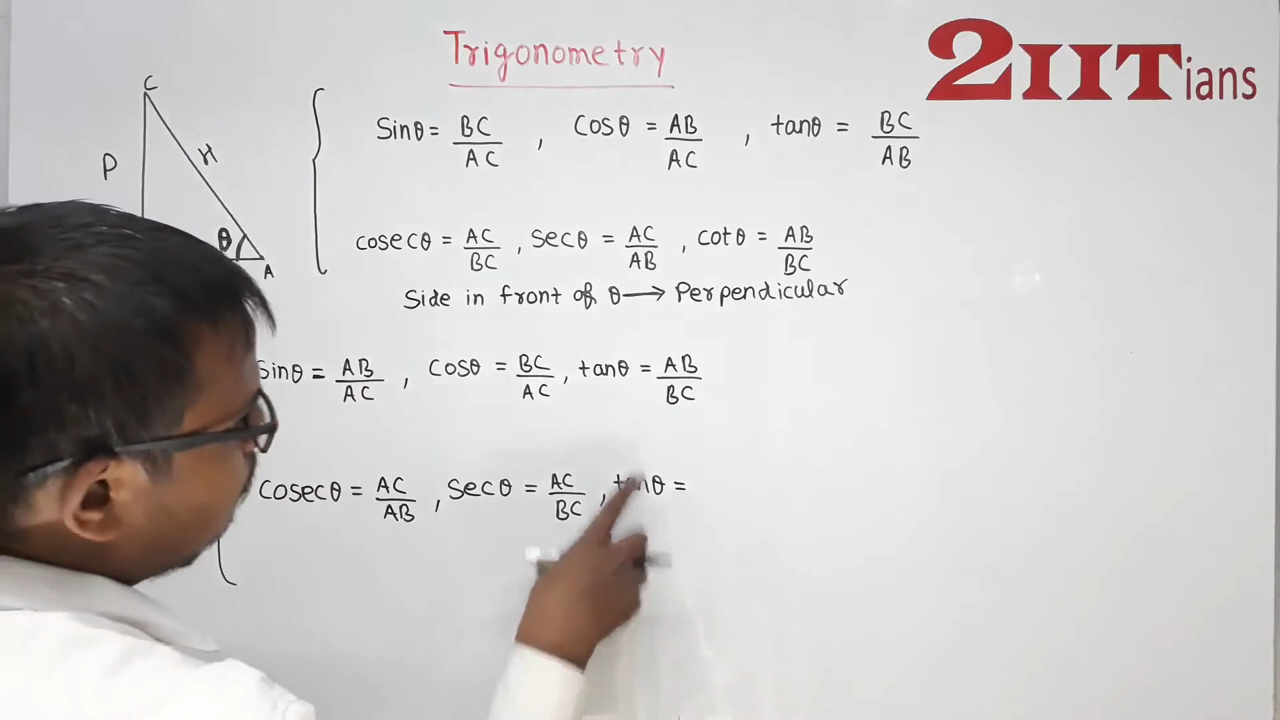 Trigonometry
2IITians
C
P
H
θ
A
Sinθ = BC/AC , Cosθ = AB/AC , tanθ = BC/AB
cosecθ = AC/BC , secθ = AC/AB , cotθ = AB/BC
Side in front of θ → Perpendicular
Sinθ = AB/AC , Cosθ = BC/AC , tanθ = AB/BC
Cosecθ = AC/AB , Secθ = AC/BC , tanθ =